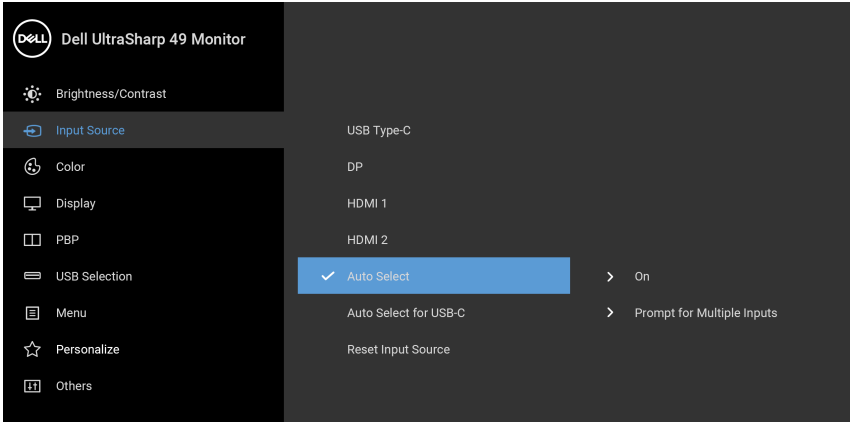 DELL Dell UltraSharp 49 Monitor
Brightness/Contrast
Input Source USB Type-C
Color DP
Display HDMI 1
PBP HDMI 2
USB Selection Auto Select On
Menu Auto Select for USB-C Prompt for Multiple Inputs
Personalize Reset Input Source
Others